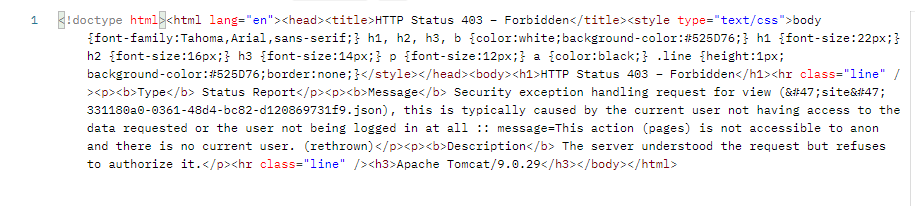 1 <!doctype html><html lang="en"><head><title>HTTP Status 403 – Forbidden</title><style type="text/css">body
{font-family:Tahoma,Arial,sans-serif;} h1, h2, h3, b {color:white;background-color:#525D76;} h1 {font-size:22px;}
h2 {font-size:16px;} h3 {font-size:14px;} p {font-size:12px;} a {color:black;} .line {height:1px;
background-color:#525D76;border:none;}</style></head><body><h1>HTTP Status 403 – Forbidden</h1><hr class="line" /
><p><b>Type</b> Status Report</p><p><b>Message</b> Security exception handling request for view (&#47;site&#47;
331180a0-0361-48d4-bc82-d120869731f9.json), this is typically caused by the current user not having access to the
data requested or the user not being logged in at all :: message=This action (pages) is not accessible to anon
and there is no current user. (rethrown)</p><p><b>Description</b> The server understood the request but refuses
to authorize it.</p><hr class="line" /><h3>Apache Tomcat/9.0.29</h3></body></html>